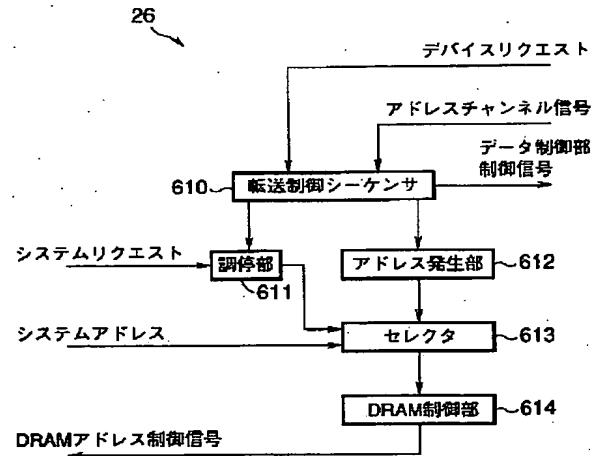 26
デバイスリクエスト
アドレスチャンネル信号
データ制御部
制御信号
610
転送制御シーケンサ
システムリクエスト
調停部
611
アドレス発生部
612
システムアドレス
セレクタ
613
DRAM制御部
614
DRAMアドレス制御信号